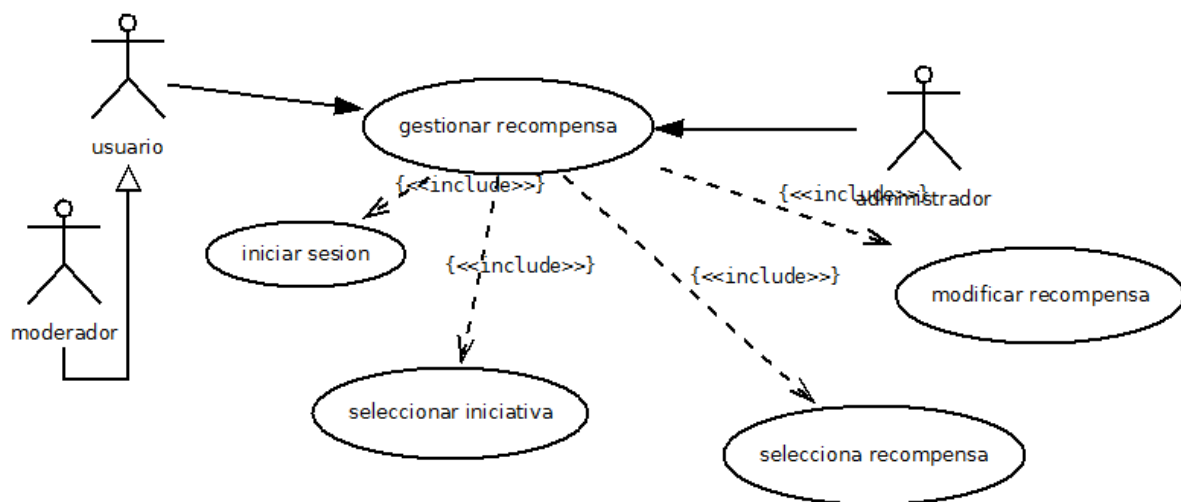 gestionar recompensa
usuario
{<<include>>}
{<<include>>}
administrador
moderador
iniciar sesion
{<<include>>}
{<<include>>}
modificar recompensa
seleccionar iniciativa
selecciona recompensa